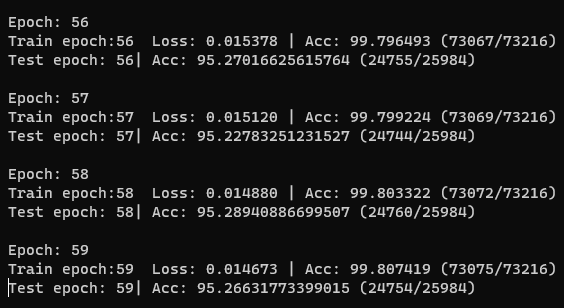 Epoch: 56
Train epoch:56  Loss: 0.015378 | Acc: 99.796493 (73067/73216)
Test epoch: 56| Acc: 95.27016625615764 (24755/25984)
Epoch: 57
Train epoch:57  Loss: 0.015120 | Acc: 99.799224 (73069/73216)
Test epoch: 57| Acc: 95.22783251231527 (24744/25984)
Epoch: 58
Train epoch:58  Loss: 0.014880 | Acc: 99.803322 (73072/73216)
Test epoch: 58| Acc: 95.28940886699507 (24760/25984)
Epoch: 59
Train epoch:59  Loss: 0.014673 | Acc: 99.807419 (73075/73216)
Test epoch: 59| Acc: 95.26631773399015 (24754/25984)